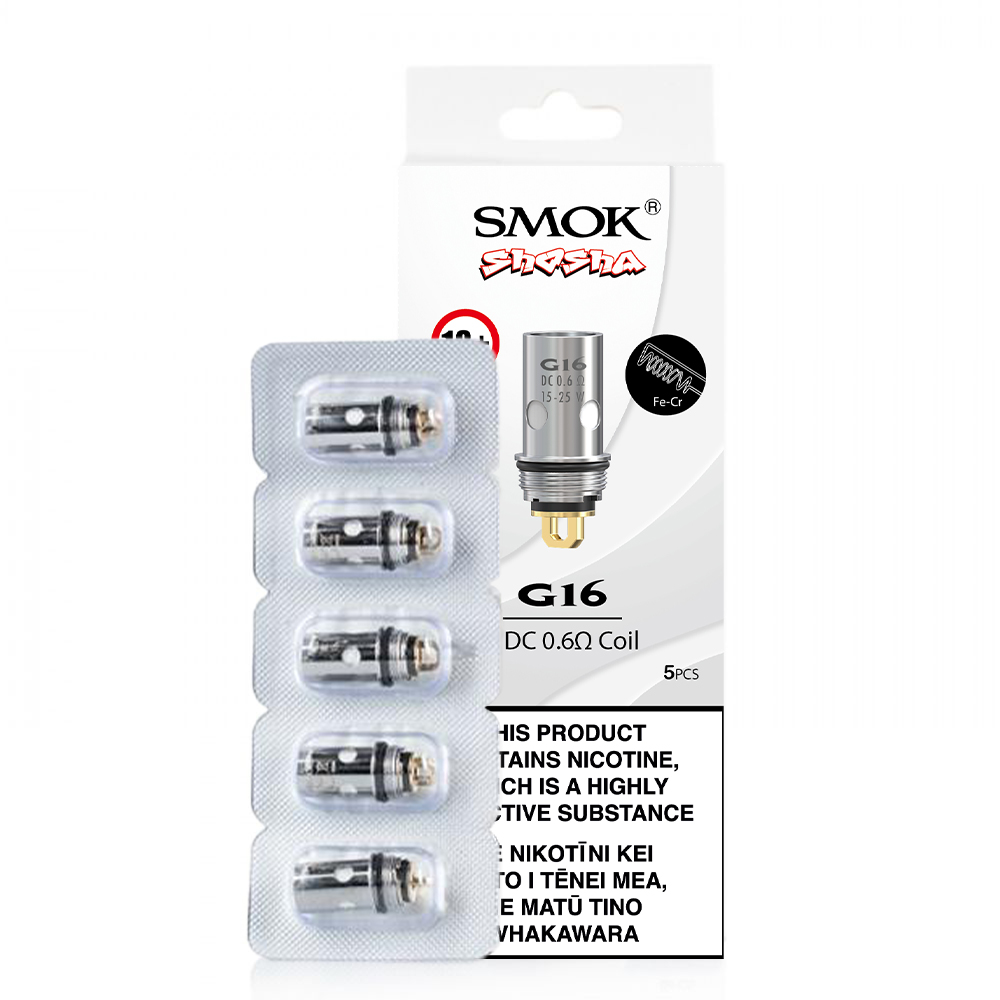 SMOK®
shosha
G16
DC 0.6 Ω
15-25 W
Fe-Cr
G16
DC 0.6Ω Coil
5PCS
HIS PRODUCT
TAINS NICOTINE,
CH IS A HIGHLY
CTIVE SUBSTANCE
NIKOTĪNI KEI
TO I TĒNEI MEA,
E MATŪ TINO
WHAKAWARA